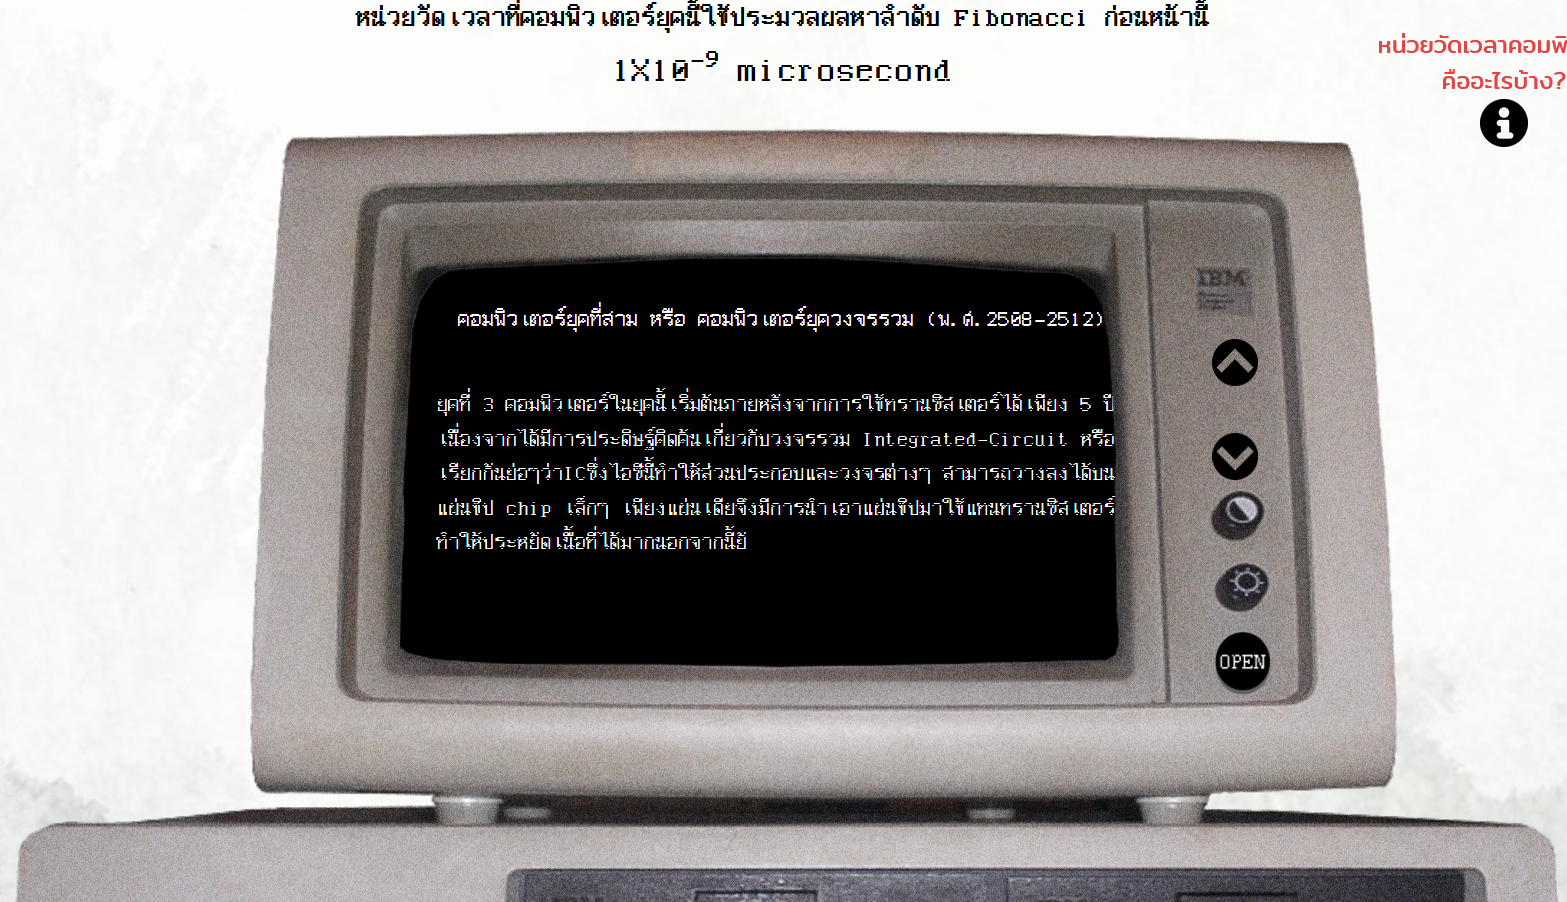 หน่วยวัดเวลาที่คอมพิวเตอร์ยุคนี้ใช้ประมวลผลหาลำดับ Fibonacci ก่อนหน้านี้
1X10⁻⁹ microsecond
หน่วยวัดเวลาคอมพิ
คืออะไรบ้าง?
IBM
คอมพิวเตอร์ยุคที่สาม หรือ คอมพิวเตอร์ยุควงจรรวม (พ.ศ.2508-2512)
ยุคที่ 3 คอมพิวเตอร์ในยุคนี้เริ่มต้นภายหลังจากการใช้ทรานซิสเตอร์ได้เพียง 5 ปี
เนื่องจากได้มีการประดิษฐ์คิดค้นเกี่ยวกับวงจรรวม Integrated-Circuit หรือ
เรียกกันย่อๆว่าICซึ่งไอซีนี้ทำให้ส่วนประกอบและวงจรต่างๆ สามารถวางลงได้บน
แผ่นชิป chip เล็กๆ เพียงแผ่นเดียจึงมีการนำเอาแผ่นชิปมาใช้แทนทรานซิสเตอร์
ทำให้ประหยัดเนื้อที่ได้มากนอกจากนี้ยั
OPEN